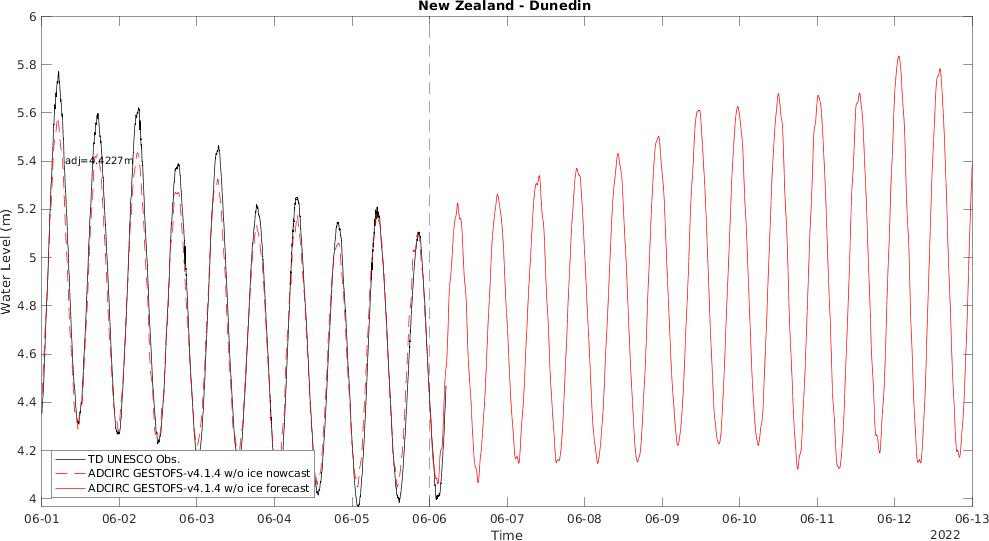 New Zealand - Dunedin
6
5.8
5.6
5.4
5.2
5
4.8
4.6
4.4
4.2
4
Water Level (m)
adj=4.4227m
TD UNESCO Obs.
ADCIRC GESTOFS-v4.1.4 w/o ice nowcast
ADCIRC GESTOFS-v4.1.4 w/o ice forecast
06-01 06-02 06-03 06-04 06-05 06-06 06-07 06-08 06-09 06-10 06-11 06-12 06-13
Time
2022